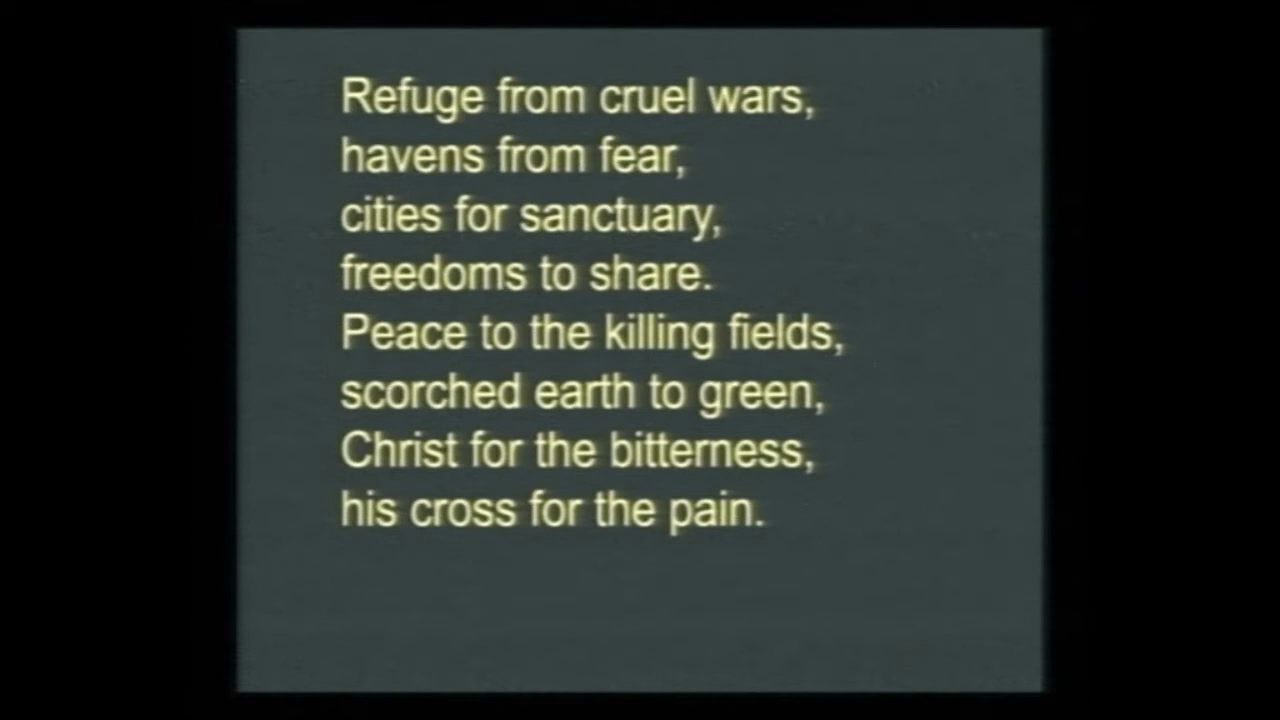 Refuge from cruel wars,
havens from fear,
cities for sanctuary,
freedoms to share.
Peace to the killing fields,
scorched earth to green,
Christ for the bitterness,
his cross for the pain.